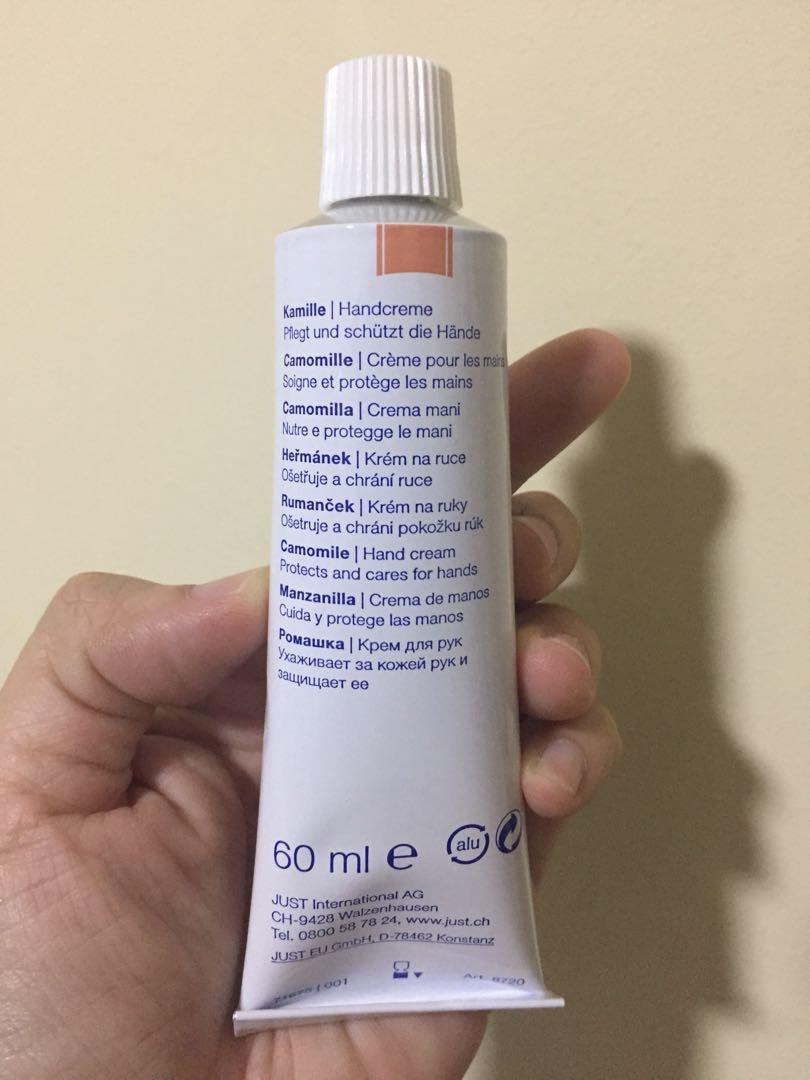 Kamille | Handcreme
Pflegt und schützt die Hände
Camomille | Crème pour les mains
Soigne et protège les mains
Camomilla | Crema mani
Nutre e protegge le mani
Heřmánek | Krém na ruce
Ošetřuje a chrání ruce
Rumanček | Krém na ruky
Ošetruje a chráni pokožku rúk
Camomile | Hand cream
Protects and cares for hands
Manzanilla | Crema de manos
Cuida y protege las manos
Ромашка | Крем для рук
Ухаживает за кожей рук и
защищает ее
60 ml e alu
JUST International AG
CH-9428 Walzenhausen
Tel. 0800 58 78 24, www.just.ch
JUST EU GmbH, D-78462 Konstanz
| 001
Art. 8720